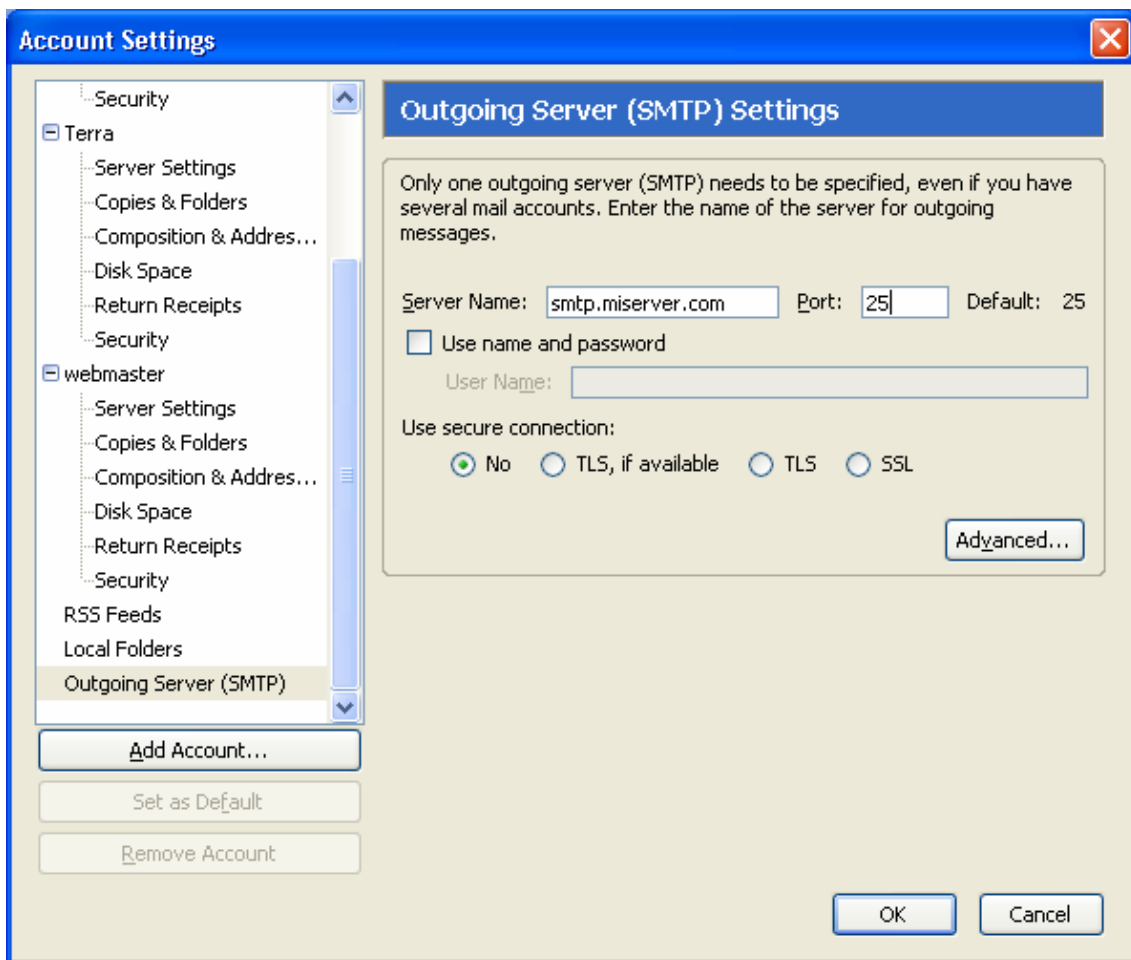 Account Settings
Security
Terra
Server Settings
Copies & Folders
Composition & Addres...
Disk Space
Return Receipts
Security
webmaster
Server Settings
Copies & Folders
Composition & Addres...
Disk Space
Return Receipts
Security
RSS Feeds
Local Folders
Outgoing Server (SMTP)
Add Account...
Set as Default
Remove Account
Outgoing Server (SMTP) Settings
Only one outgoing server (SMTP) needs to be specified, even if you have
several mail accounts. Enter the name of the server for outgoing
messages.
Server Name: smtp.miserver.com Port: 25 Default: 25
Use name and password
User Name:
Use secure connection:
No TLS, if available TLS SSL
Advanced...
OK Cancel